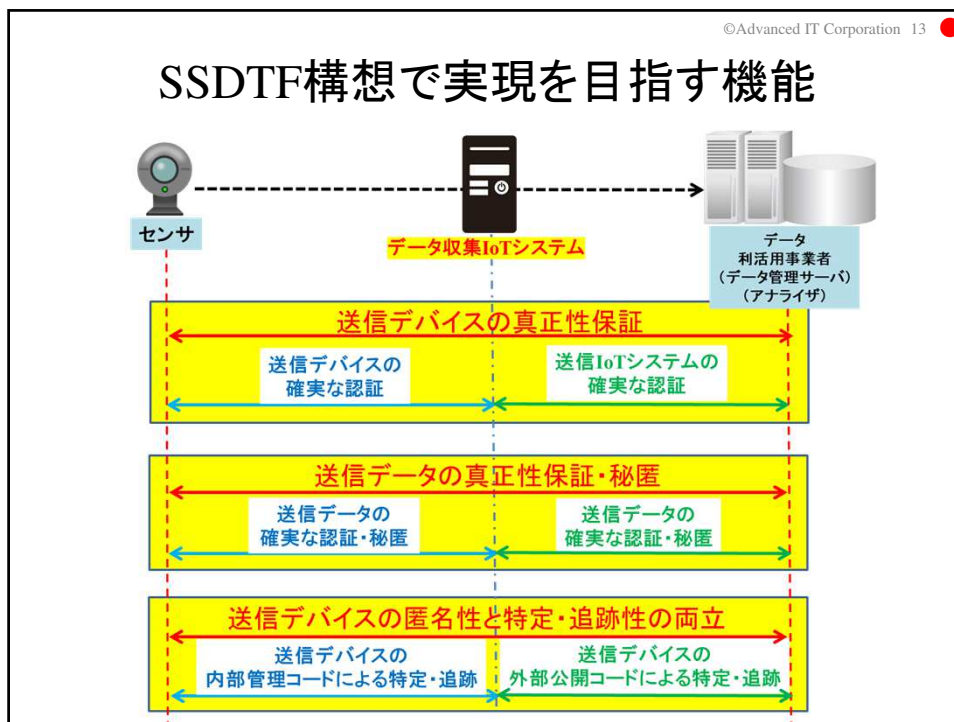 ©Advanced IT Corporation 13
SSDTF構想で実現を目指す機能
センサ
データ収集IoTシステム
データ
利活用事業者
(データ管理サーバ)
(アナライザ)
送信デバイスの真正性保証
送信デバイスの
確実な認証
送信IoTシステムの
確実な認証
送信データの真正性保証・秘匿
送信データの
確実な認証・秘匿
送信データの
確実な認証・秘匿
送信デバイスの匿名性と特定・追跡性の両立
送信デバイスの
内部管理コードによる特定・追跡
送信デバイスの
外部公開コードによる特定・追跡